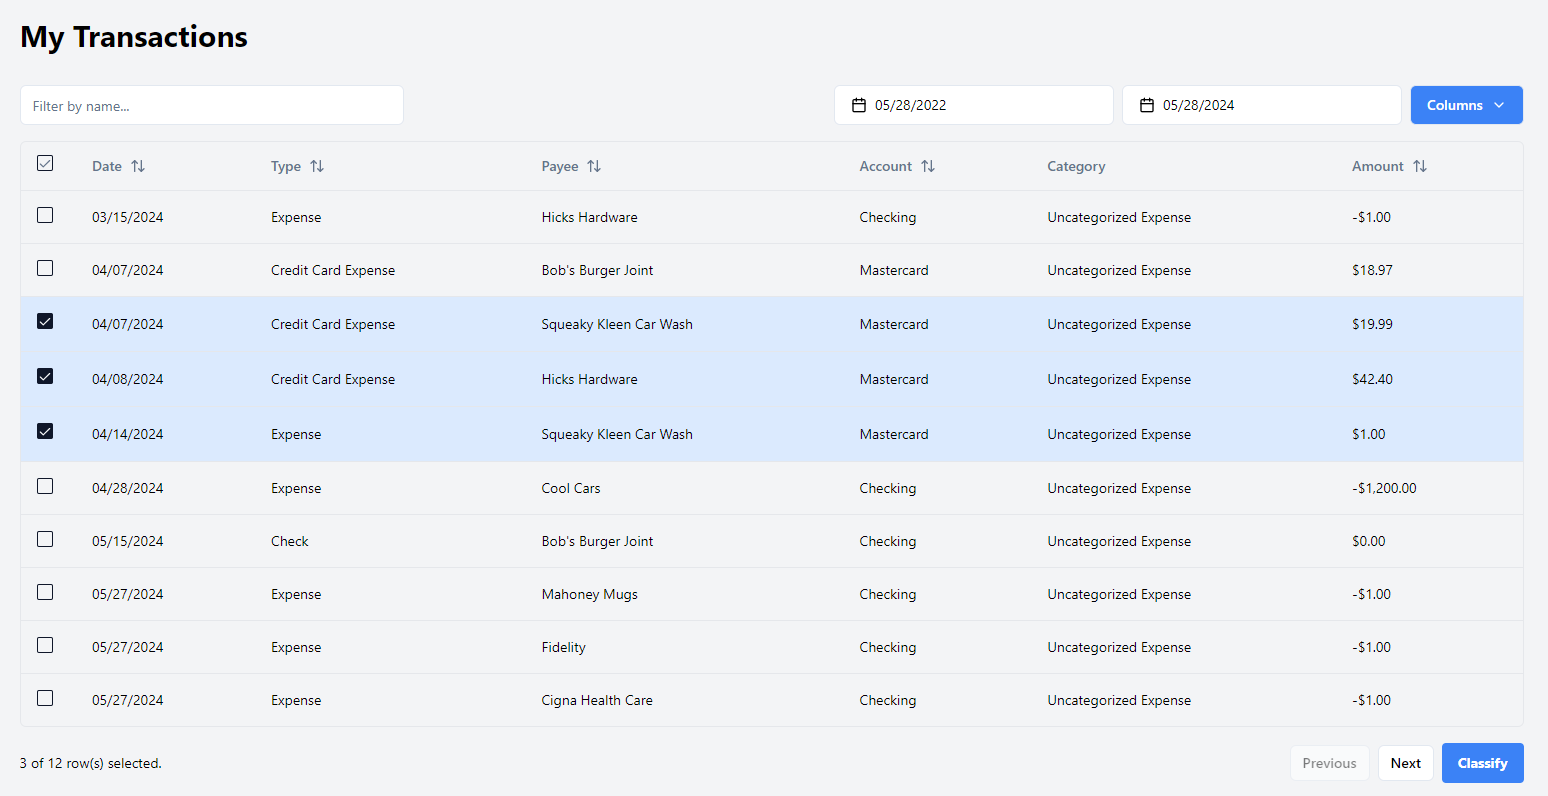 My Transactions
Filter by name... 05/28/2022 05/28/2024 Columns
Date Type Payee Account Category Amount
03/15/2024 Expense Hicks Hardware Checking Uncategorized Expense -$1.00
04/07/2024 Credit Card Expense Bob's Burger Joint Mastercard Uncategorized Expense $18.97
04/07/2024 Credit Card Expense Squeaky Kleen Car Wash Mastercard Uncategorized Expense $19.99
04/08/2024 Credit Card Expense Hicks Hardware Mastercard Uncategorized Expense $42.40
04/14/2024 Expense Squeaky Kleen Car Wash Mastercard Uncategorized Expense $1.00
04/28/2024 Expense Cool Cars Checking Uncategorized Expense -$1,200.00
05/15/2024 Check Bob's Burger Joint Checking Uncategorized Expense $0.00
05/27/2024 Expense Mahoney Mugs Checking Uncategorized Expense -$1.00
05/27/2024 Expense Fidelity Checking Uncategorized Expense -$1.00
05/27/2024 Expense Cigna Health Care Checking Uncategorized Expense -$1.00
3 of 12 row(s) selected. Previous Next Classify